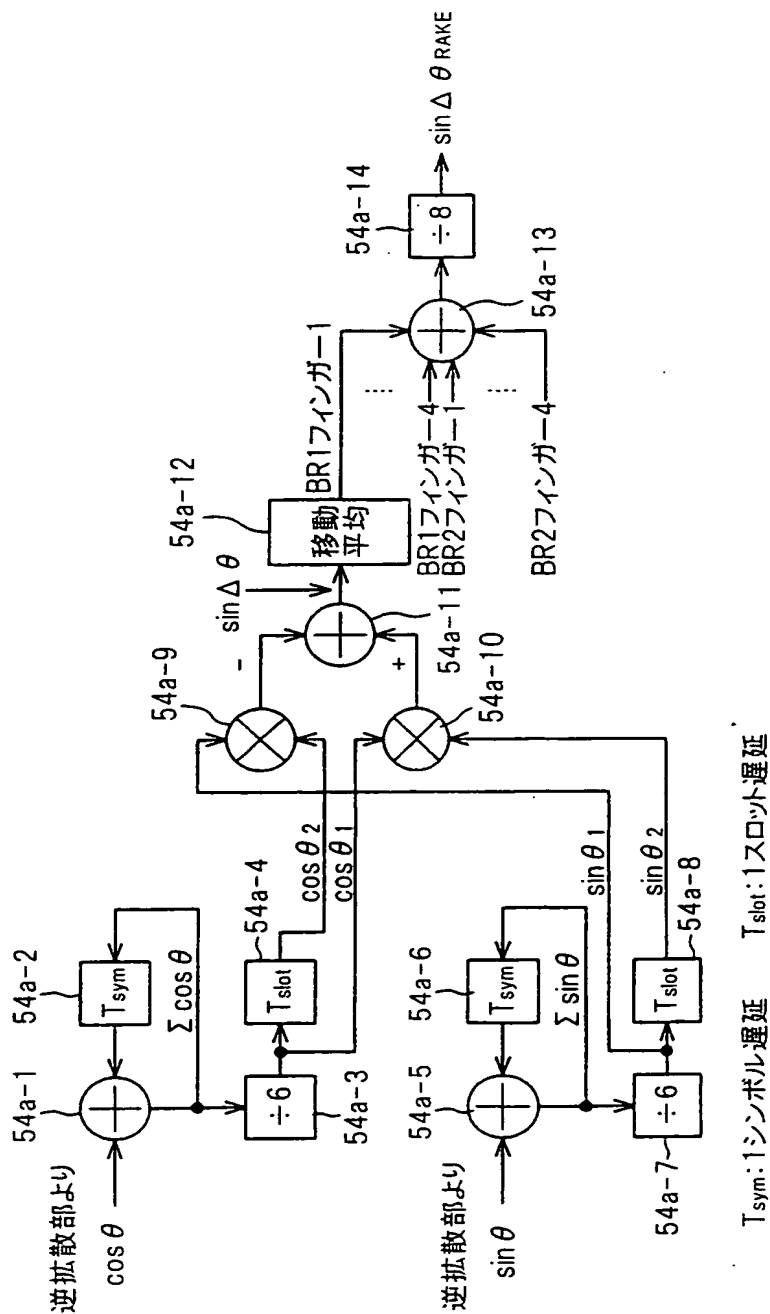 逆拡散部より
cos θ
54a-1
54a-2
Tsym
Σ cos θ
÷6
54a-3
54a-4
Tslot
cos θ2
cos θ1
逆拡散部より
sin θ
54a-5
54a-6
Tsym
Σ sin θ
÷6
54a-7
54a-8
Tslot
sin θ1
sin θ2
54a-9
-
+
54a-10
54a-11
sin Δ θ
54a-12
移動
平均
BR1フィンガー1
BR1フィンガー4
BR2フィンガー1
BR2フィンガー4
54a-13
÷8
54a-14
sin Δ θ RAKE
Tsym:1シンボル遅延
Tslot:1スロット遅延